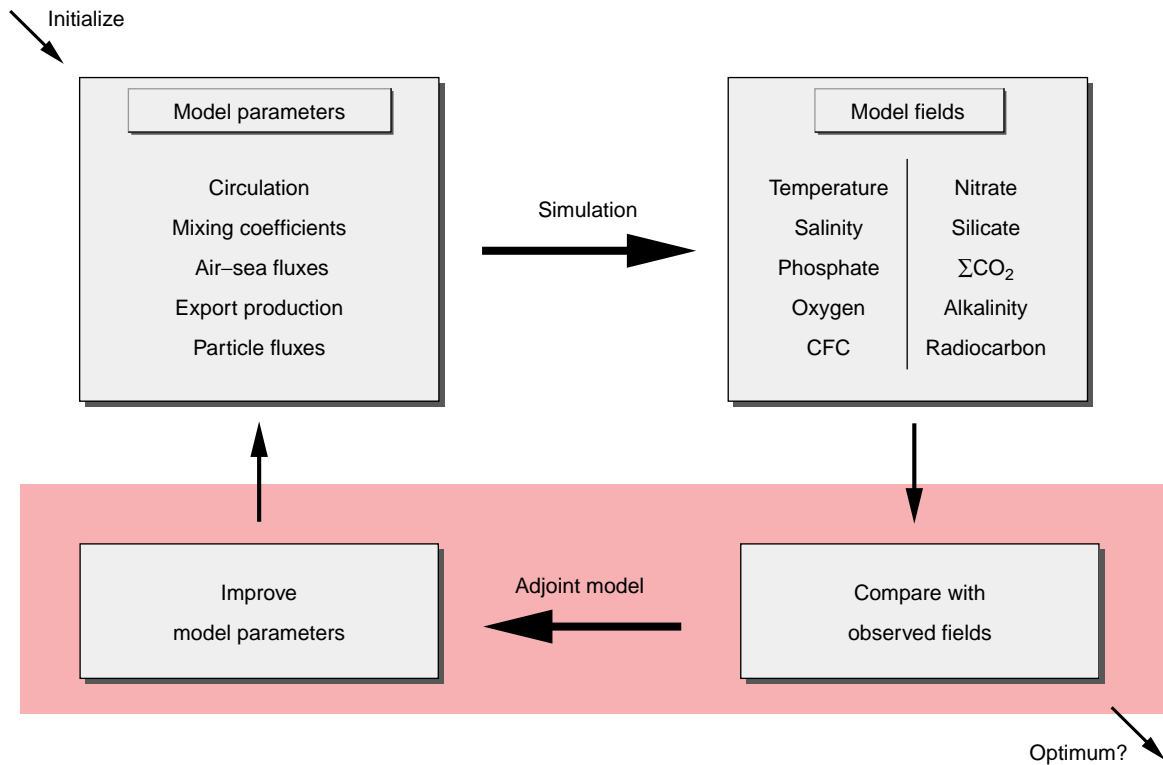 Initialize
Model parameters
Circulation
Mixing coefficients
Air–sea fluxes
Export production
Particle fluxes
Simulation
Model fields
Temperature
Salinity
Phosphate
Oxygen
CFC
Nitrate
Silicate
ΣCO₂
Alkalinity
Radiocarbon
Compare with
observed fields
Adjoint model
Improve
model parameters
Optimum?